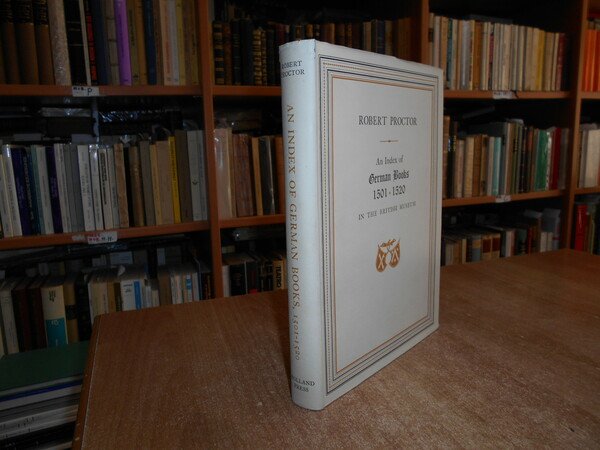 ROBERT
PROCTOR
AN INDEX OF GERMAN BOOKS 1501-1520
HOLLAND
PRESS
ROBERT PROCTOR
An Index of
German Books
1501 - 1520
IN THE BRITISH MUSEUM